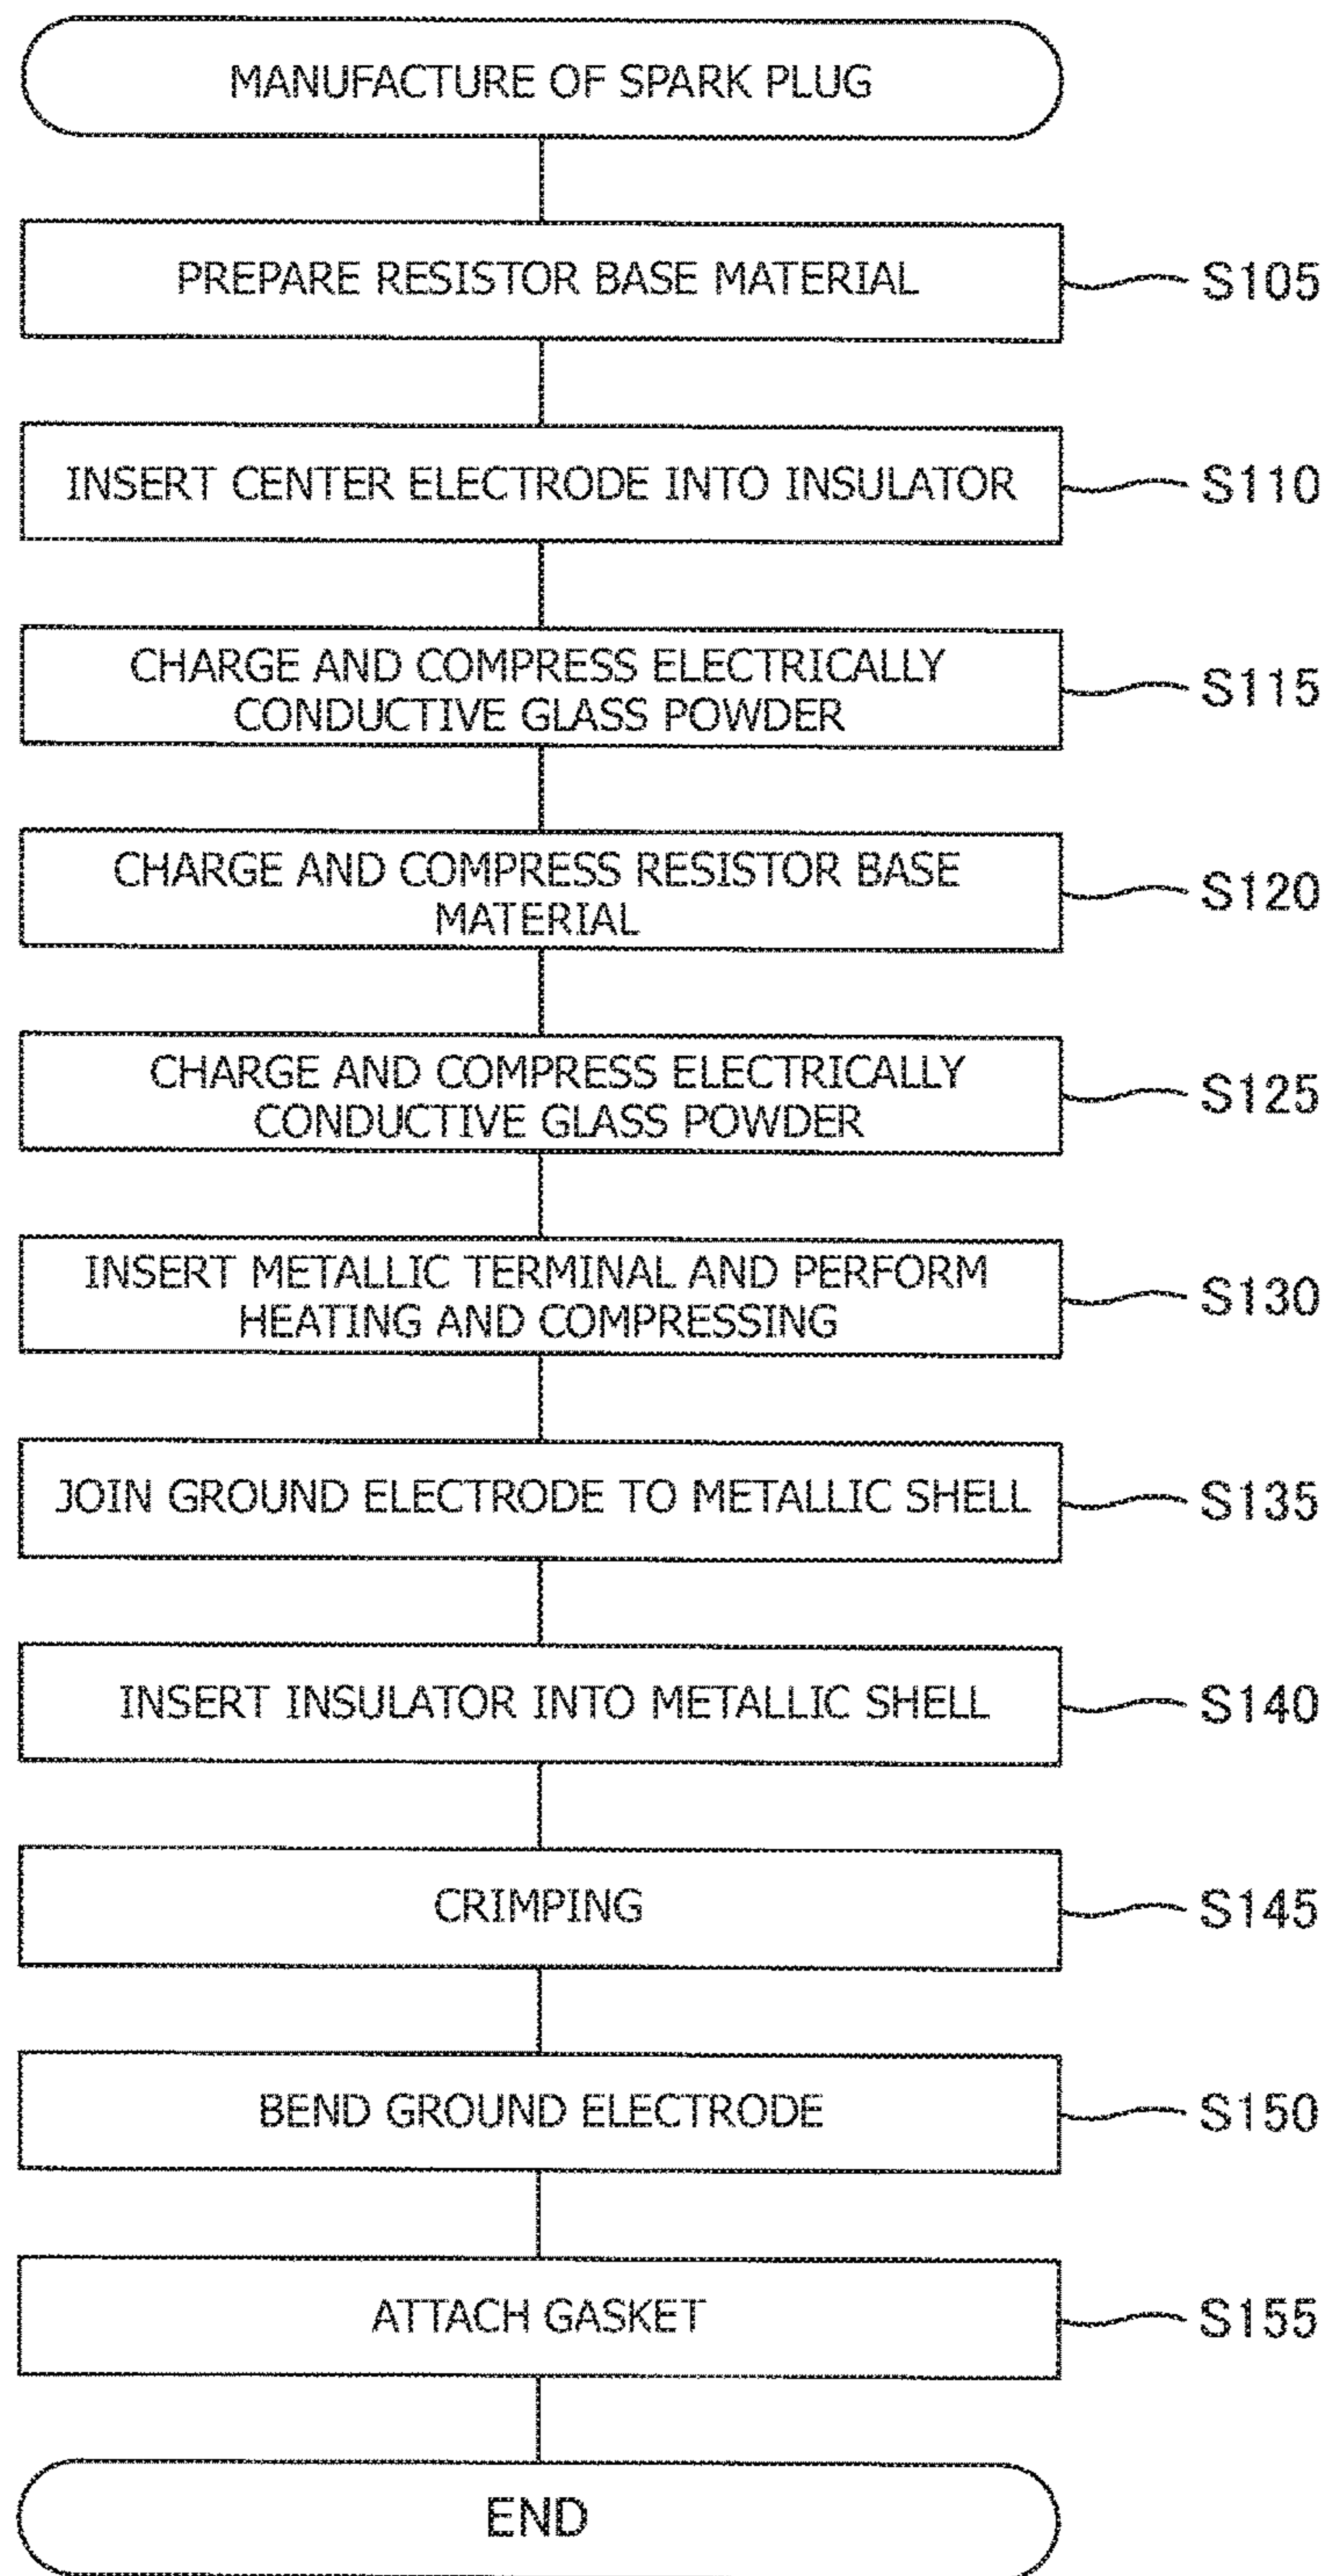 MANUFACTURE OF SPARK PLUG
PREPARE RESISTOR BASE MATERIAL
S105
INSERT CENTER ELECTRODE INTO INSULATOR
S110
CHARGE AND COMPRESS ELECTRICALLY
CONDUCTIVE GLASS POWDER
S115
CHARGE AND COMPRESS RESISTOR BASE
MATERIAL
S120
CHARGE AND COMPRESS ELECTRICALLY
CONDUCTIVE GLASS POWDER
S125
INSERT METALLIC TERMINAL AND PERFORM
HEATING AND COMPRESSING
S130
JOIN GROUND ELECTRODE TO METALLIC SHELL
S135
INSERT INSULATOR INTO METALLIC SHELL
S140
CRIMPING
S145
BEND GROUND ELECTRODE
S150
ATTACH GASKET
S155
END